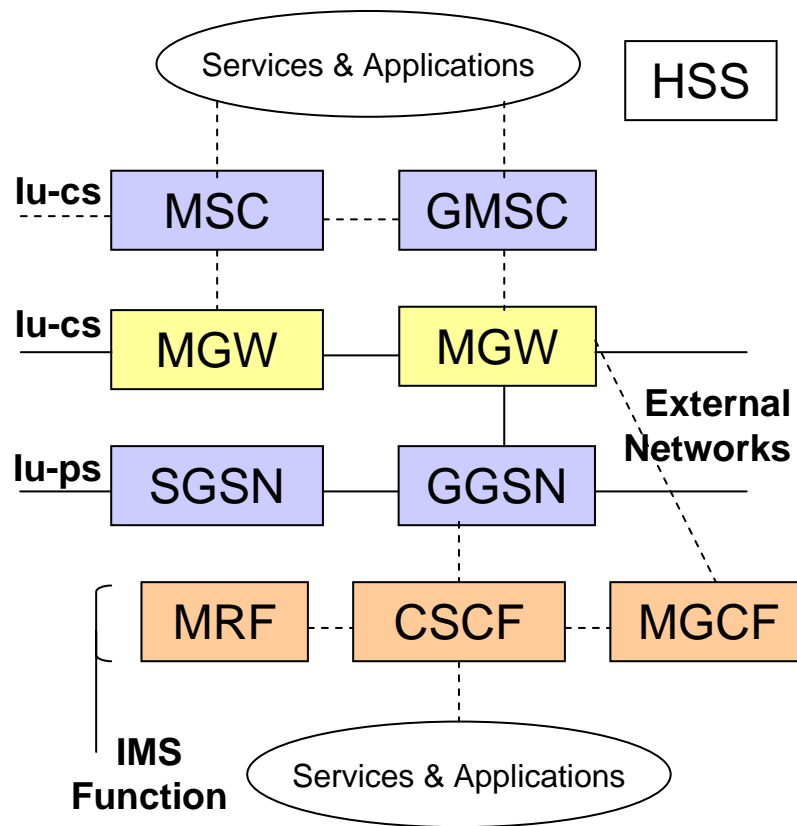 Services & Applications
HSS
Iu-cs
MSC
GMSC
Iu-cs
MGW
MGW
External
Networks
Iu-ps
SGSN
GGSN
MRF
CSCF
MGCF
IMS
Function
Services & Applications